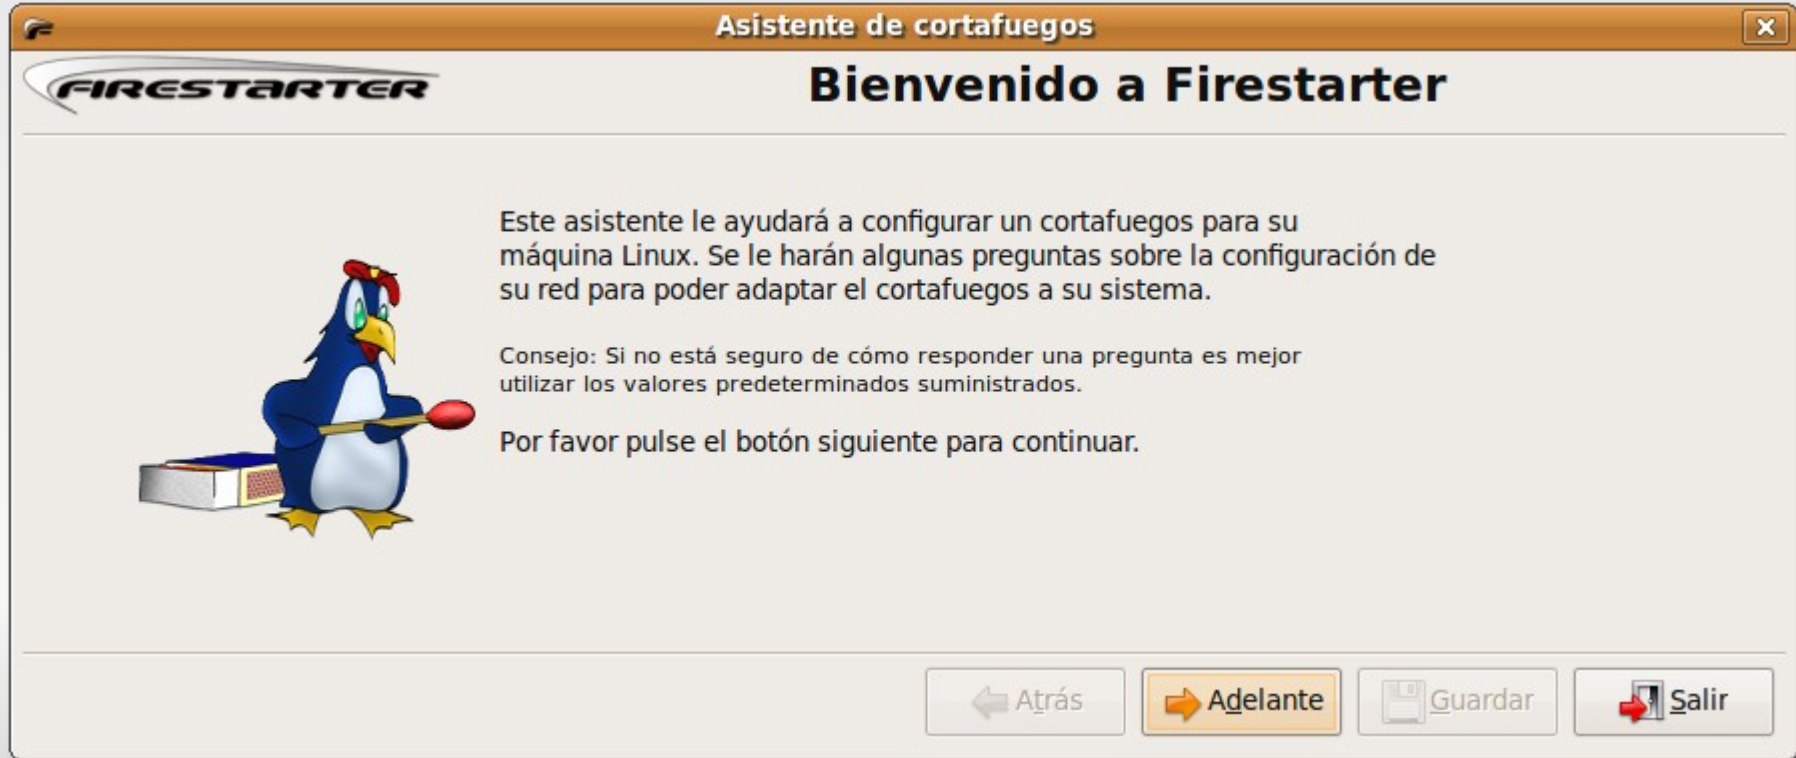 Asistente de cortafuegos
FIRESTARTER
Bienvenido a Firestarter
Este asistente le ayudará a configurar un cortafuegos para su
máquina Linux. Se le harán algunas preguntas sobre la configuración de
su red para poder adaptar el cortafuegos a su sistema.
Consejo: Si no está seguro de cómo responder una pregunta es mejor
utilizar los valores predeterminados suministrados.
Por favor pulse el botón siguiente para continuar.
Atrás
Adelante
Guardar
Salir